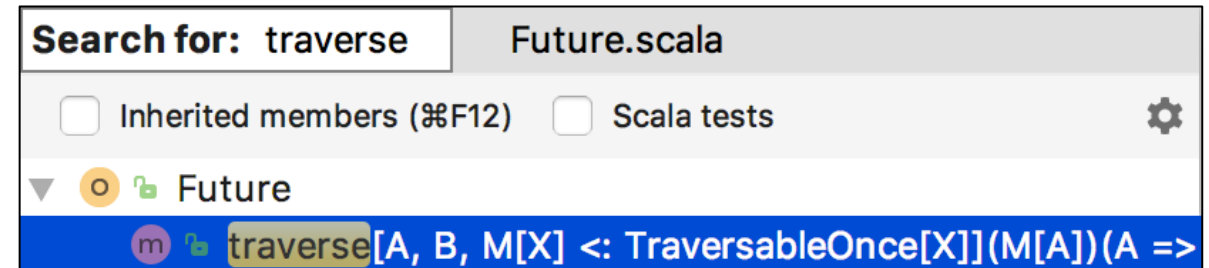 Search for: traverse Future.scala
Inherited members (⌘F12) Scala tests
O Future
m traverse[A, B, M[X] <: TraversableOnce[X]](M[A])(A =>